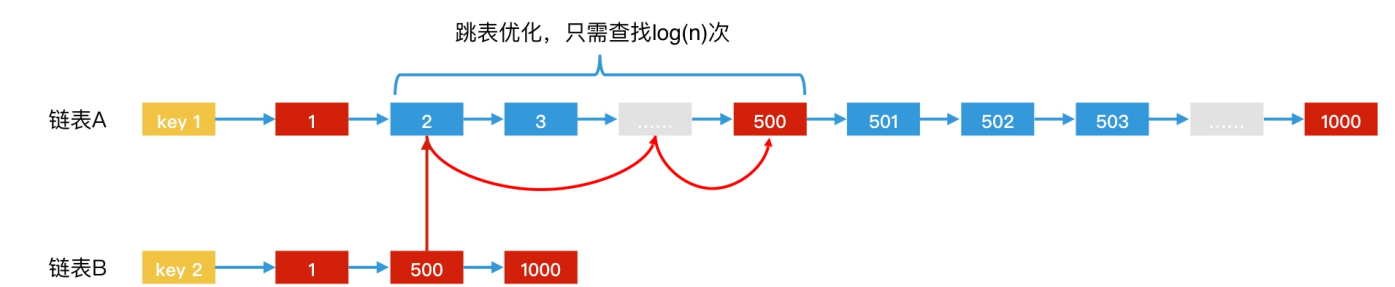 跳表优化，只需查找log(n)次
链表A key 1 1 2 3 ...... 500 501 502 503 ...... 1000
链表B key 2 1 500 1000